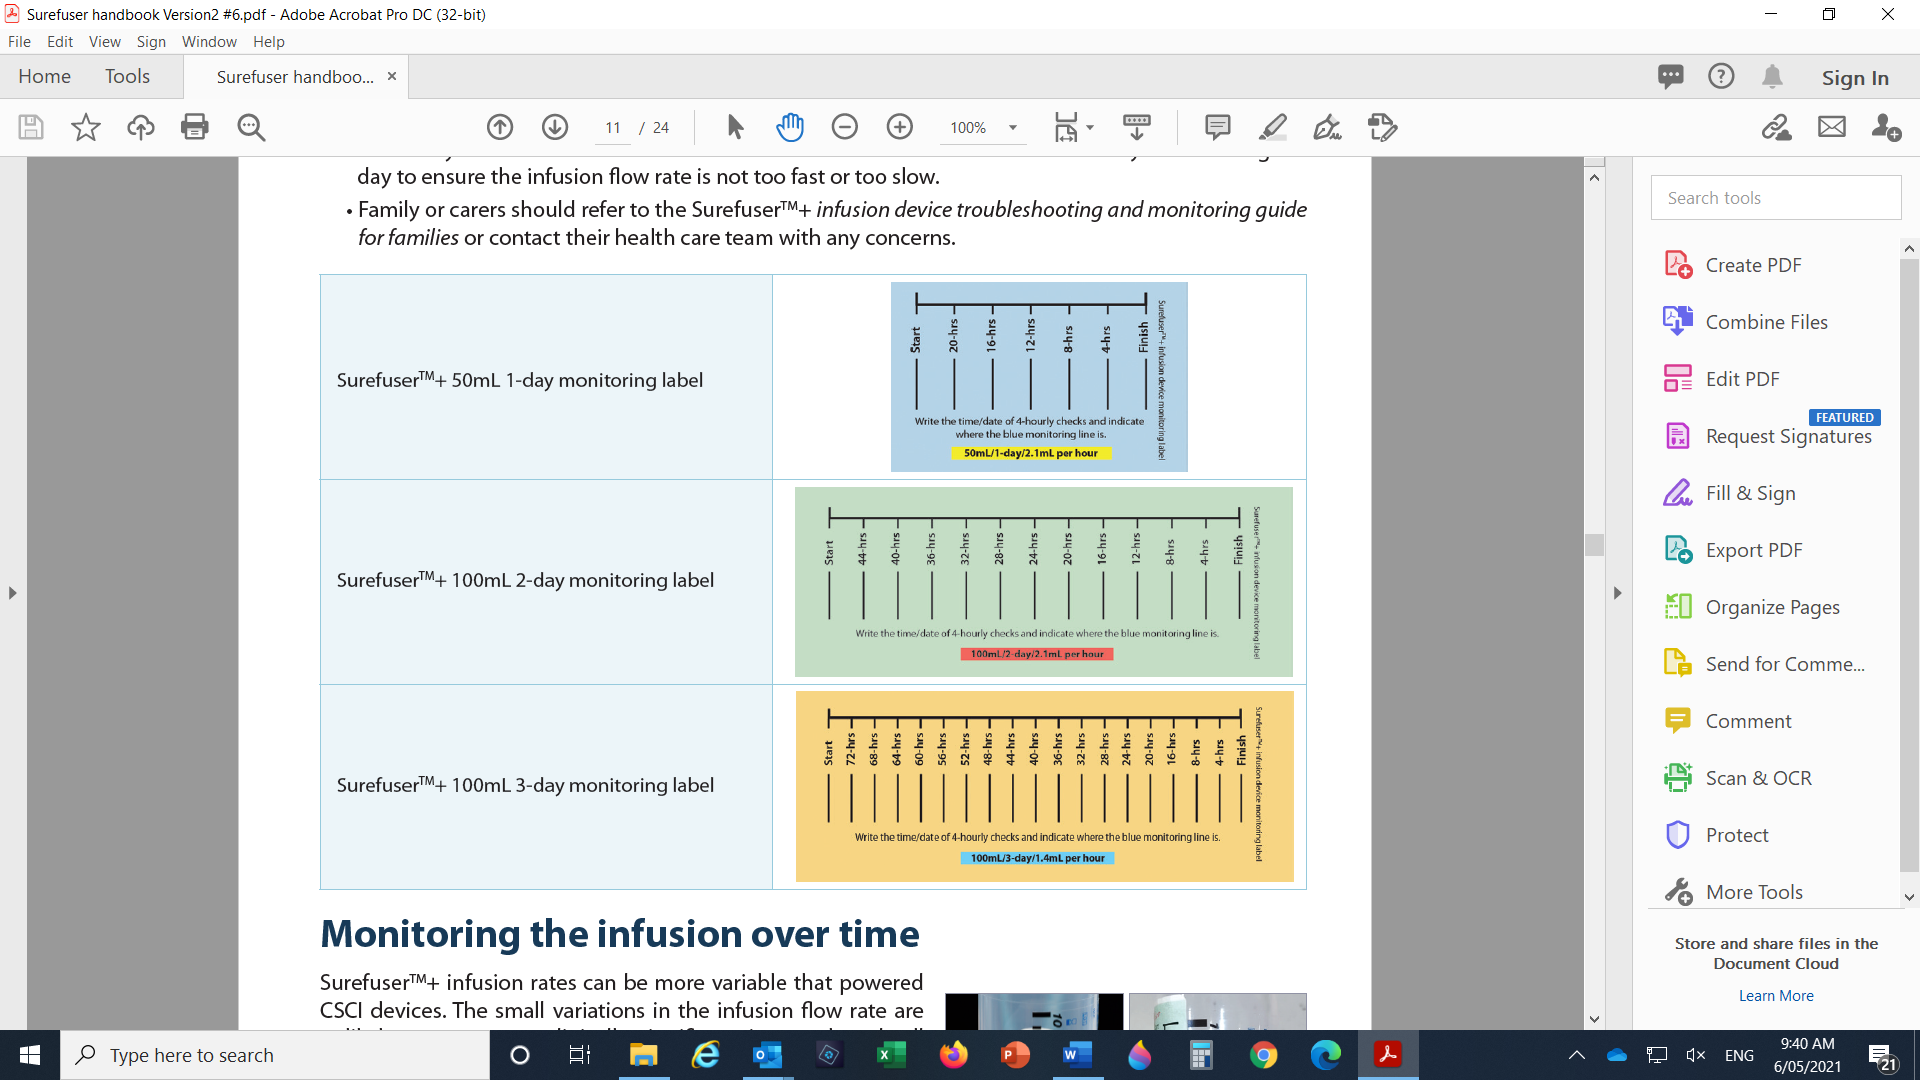 Surefuser handbook Version2 #6.pdf - Adobe Acrobat Pro DC (32-bit)
File Edit View Sign Window Help
Home Tools Surefuser handboo... × Sign In
11 / 24 100%
day to ensure the infusion flow rate is not too fast or too slow.
• Family or carers should refer to the Surefuser™+ infusion device troubleshooting and monitoring guide
for families or contact their health care team with any concerns.
Surefuser™+ 50mL 1-day monitoring label
Start 20-hrs 16-hrs 12-hrs 8-hrs 4-hrs Finish
Surefuser™+ infusion device monitoring label
Write the time/date of 4-hourly checks and indicate
where the blue monitoring line is.
50mL/1-day/2.1mL per hour
Surefuser™+ 100mL 2-day monitoring label
Start 44-hrs 40-hrs 36-hrs 32-hrs 28-hrs 24-hrs 20-hrs 16-hrs 12-hrs 8-hrs 4-hrs Finish
Surefuser™+ infusion device monitoring label
Write the time/date of 4-hourly checks and indicate where the blue monitoring line is.
100mL/2-day/2.1mL per hour
Surefuser™+ 100mL 3-day monitoring label
Start 72-hrs 68-hrs 64-hrs 60-hrs 56-hrs 52-hrs 48-hrs 44-hrs 40-hrs 36-hrs 32-hrs 28-hrs 24-hrs 20-hrs 16-hrs 8-hrs 4-hrs Finish
Surefuser™+ infusion device monitoring label
Write the time/date of 4-hourly checks and indicate where the blue monitoring line is.
100mL/3-day/1.4mL per hour
Monitoring the infusion over time
Surefuser™+ infusion rates can be more variable that powered
CSCI devices. The small variations in the infusion flow rate are
Search tools
Create PDF
Combine Files
Edit PDF
FEATURED
Request Signatures
Fill & Sign
Export PDF
Organize Pages
Send for Comme...
Comment
Scan & OCR
Protect
More Tools
Store and share files in the
Document Cloud
Learn More
Type here to search
ENG
9:40 AM
6/05/2021
21